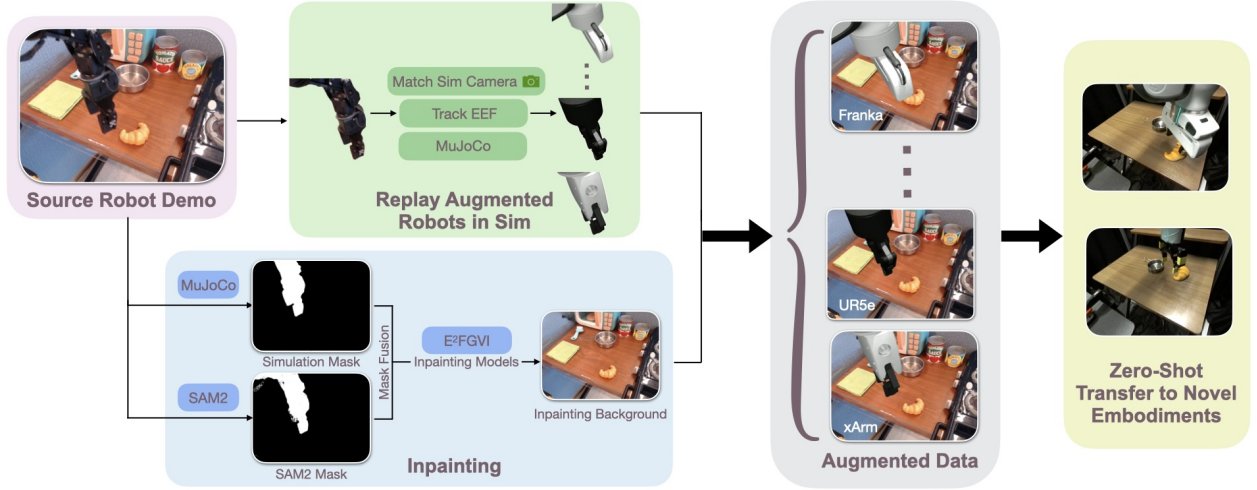 Source Robot Demo
Match Sim Camera
Track EEF
MuJoCo
Replay Augmented
Robots in Sim
MuJoCo
Simulation Mask
SAM2
SAM2 Mask
Mask Fusion
E²FGVI
Inpainting Models
Inpainting Background
Inpainting
Franka
UR5e
xArm
Augmented Data
Zero-Shot
Transfer to Novel
Embodiments